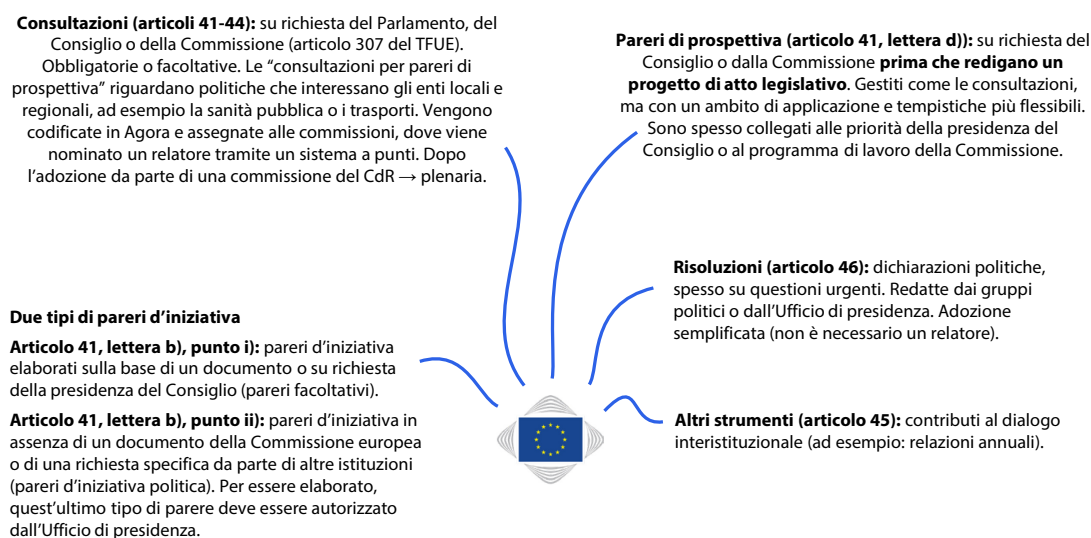 Consultazioni (articoli 41-44): su richiesta del Parlamento, del
Consiglio o della Commissione (articolo 307 del TFUE).
Obbligatorie o facoltative. Le “consultazioni per pareri di
prospettiva” riguardano politiche che interessano gli enti locali e
regionali, ad esempio la sanità pubblica o i trasporti. Vengono
codificate in Agora e assegnate alle commissioni, dove viene
nominato un relatore tramite un sistema a punti. Dopo
l’adozione da parte di una commissione del CdR → plenaria.
Pareri di prospettiva (articolo 41, lettera d)): su richiesta del
Consiglio o dalla Commissione prima che redigano un
progetto di atto legislativo. Gestiti come le consultazioni,
ma con un ambito di applicazione e tempistiche più flessibili.
Sono spesso collegati alle priorità della presidenza del
Consiglio o al programma di lavoro della Commissione.
Risoluzioni (articolo 46): dichiarazioni politiche,
spesso su questioni urgenti. Redatte dai gruppi
politici o dall’Ufficio di presidenza. Adozione
semplificata (non è necessario un relatore).
Due tipi di pareri d’iniziativa
Articolo 41, lettera b), punto i): pareri d’iniziativa
elaborati sulla base di un documento o su richiesta
della presidenza del Consiglio (pareri facoltativi).
Articolo 41, lettera b), punto ii): pareri d’iniziativa in
assenza di un documento della Commissione europea
o di una richiesta specifica da parte di altre istituzioni
(pareri d’iniziativa politica). Per essere elaborato,
quest’ultimo tipo di parere deve essere autorizzato
dall’Ufficio di presidenza.
Altri strumenti (articolo 45): contributi al dialogo
interistituzionale (ad esempio: relazioni annuali).